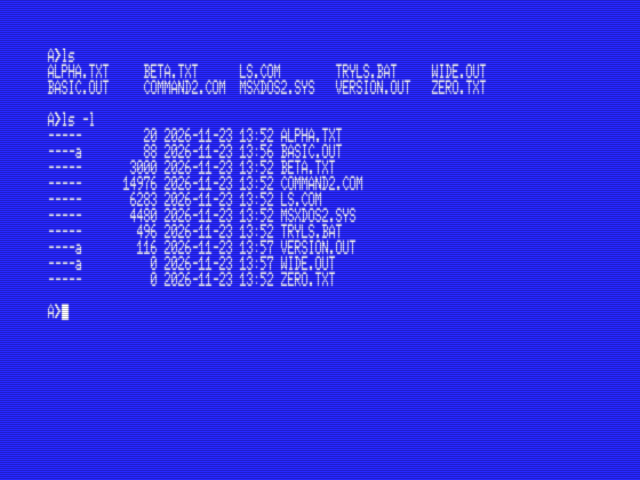 A>ls
ALPHA.TXT     BETA.TXT      LS.COM        TRYLS.BAT     WIDE.OUT
BASIC.OUT     COMMAND2.COM  MSXDOS2.SYS   VERSION.OUT   ZERO.TXT
A>ls -l
-----         20 2026-11-23 13:52 ALPHA.TXT
----a         88 2026-11-23 13:56 BASIC.OUT
-----       3000 2026-11-23 13:52 BETA.TXT
-----      14976 2026-11-23 13:52 COMMAND2.COM
-----       6283 2026-11-23 13:52 LS.COM
-----       4480 2026-11-23 13:52 MSXDOS2.SYS
-----        496 2026-11-23 13:52 TRYLS.BAT
----a        116 2026-11-23 13:57 VERSION.OUT
----a          0 2026-11-23 13:57 WIDE.OUT
-----          0 2026-11-23 13:52 ZERO.TXT
A>